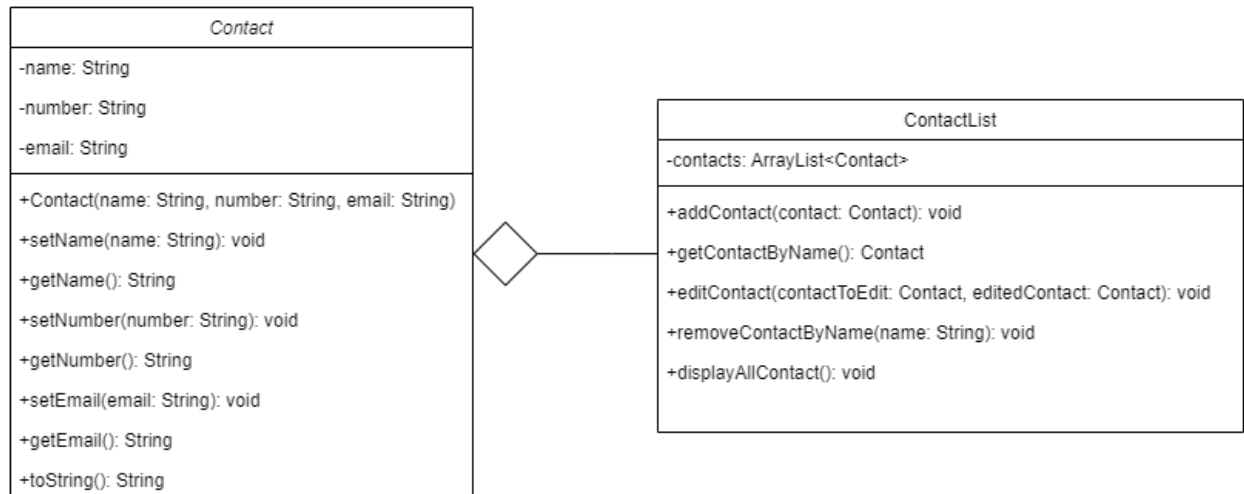 Contact
-name: String
-number: String
-email: String
+Contact(name: String, number: String, email: String)
+setName(name: String): void
+getName(): String
+setNumber(number: String): void
+getNumber(): String
+setEmail(email: String): void
+getEmail(): String
+toString(): String
ContactList
-contacts: ArrayList<Contact>
+addContact(contact: Contact): void
+getContactByName(): Contact
+editContact(contactToEdit: Contact, editedContact: Contact): void
+removeContactByName(name: String): void
+displayAllContact(): void